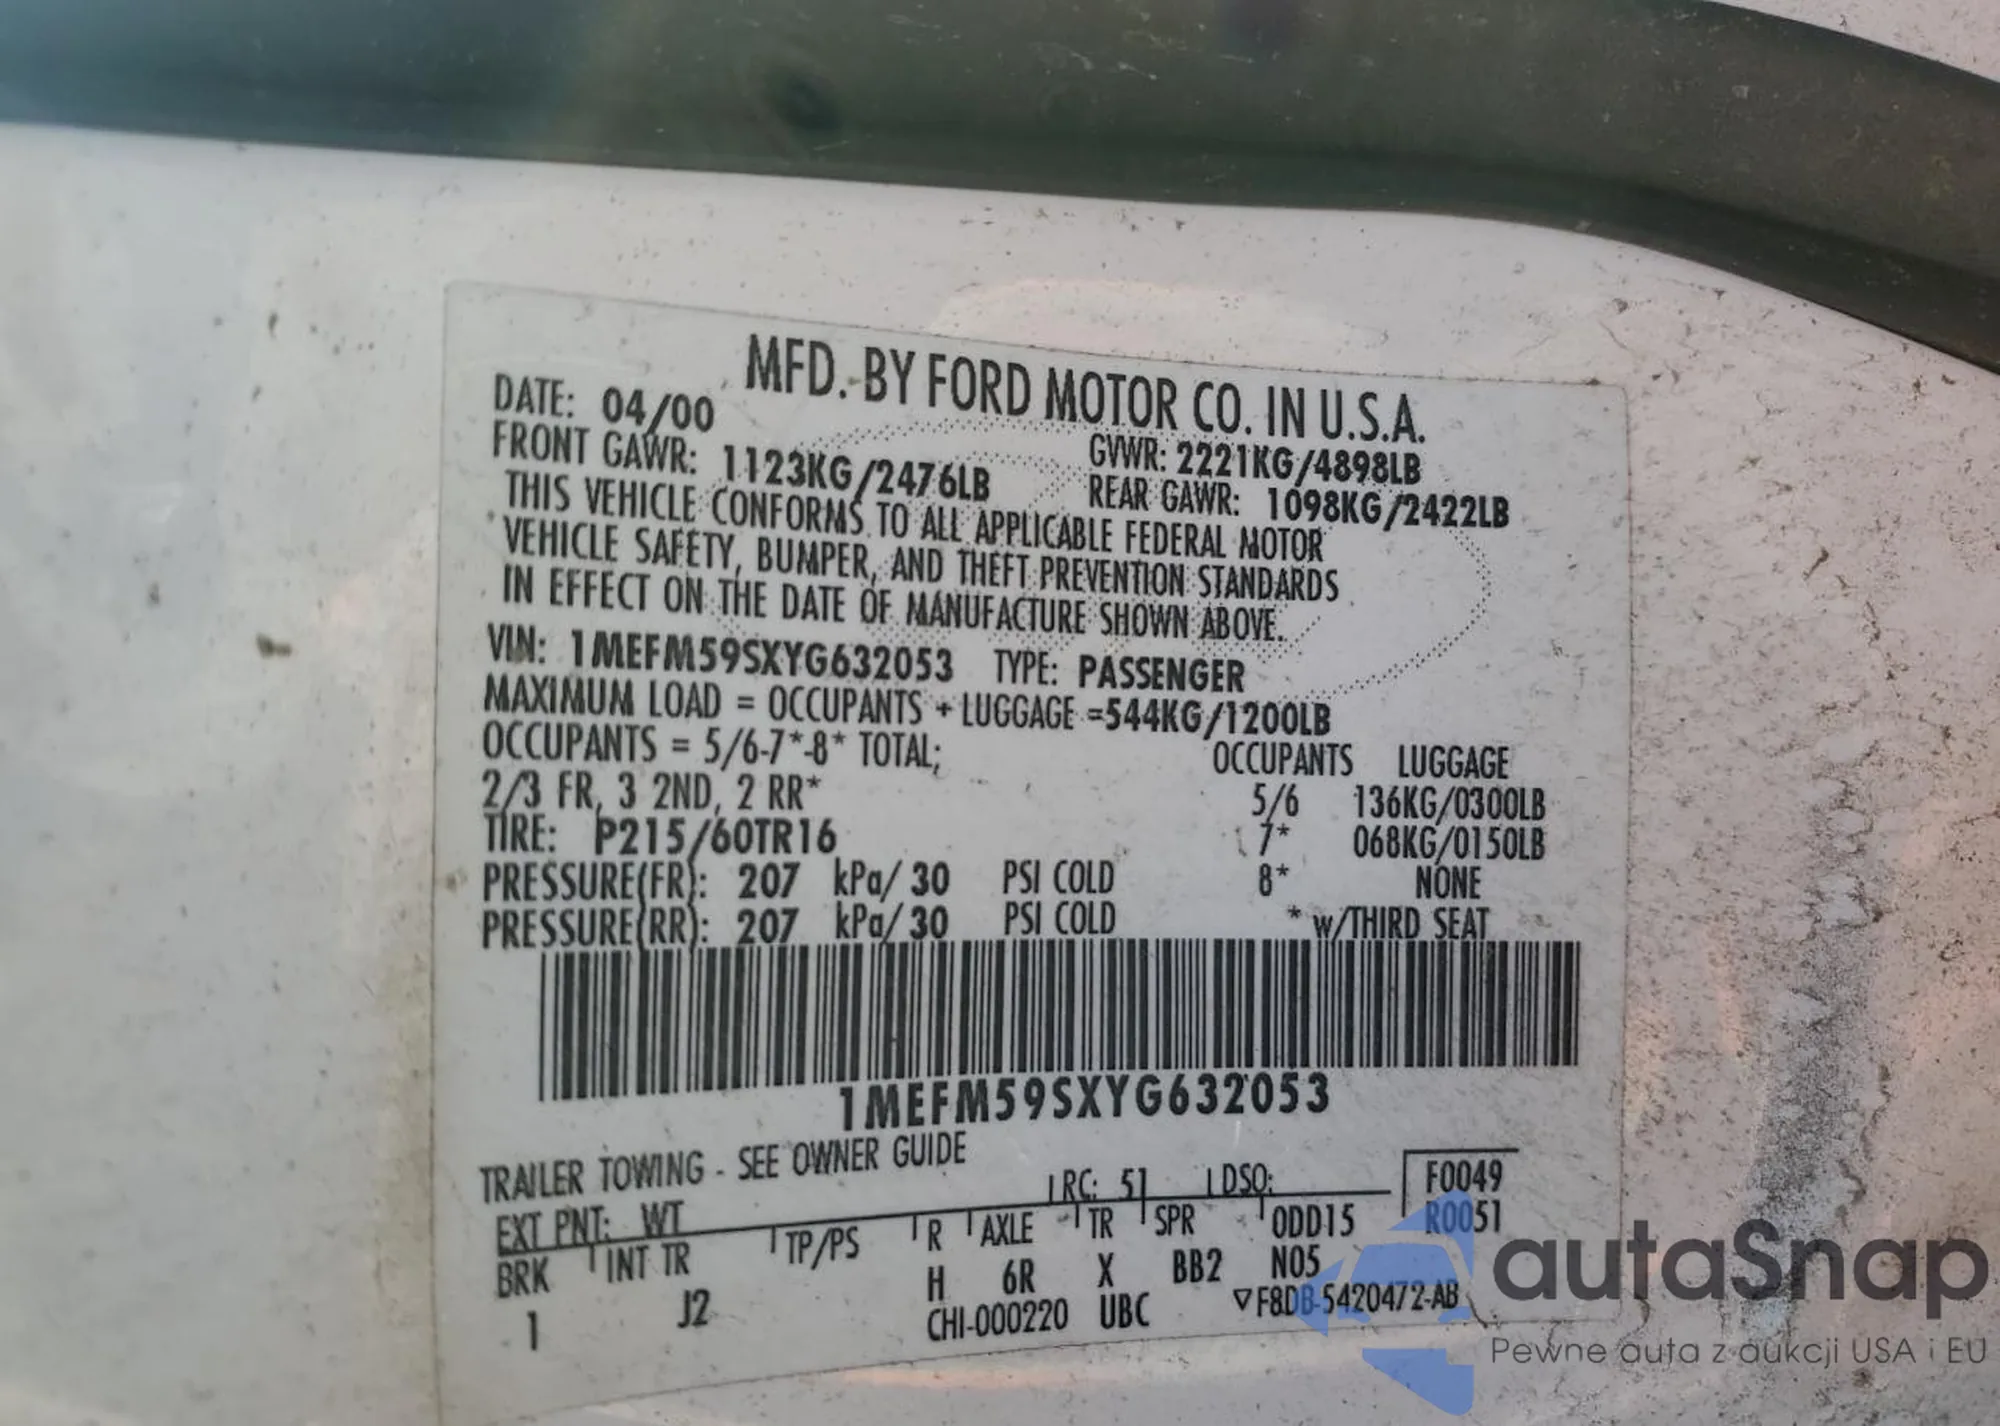 MFD. BY FORD MOTOR CO. IN U.S.A.
DATE: 04/00
GVWR: 2221KG/4898LB
FRONT GAWR: 1123KG/2476LB
REAR GAWR: 1098KG/2422LB
THIS VEHICLE CONFORMS TO ALL APPLICABLE FEDERAL MOTOR
VEHICLE SAFETY, BUMPER, AND THEFT PREVENTION STANDARDS
IN EFFECT ON THE DATE OF MANUFACTURE SHOWN ABOVE.
VIN: 1MEFM59SXYG632053 TYPE: PASSENGER
MAXIMUM LOAD = OCCUPANTS + LUGGAGE =544KG/1200LB
OCCUPANTS = 5/6-7*-8* TOTAL; OCCUPANTS LUGGAGE
2/3 FR, 3 2ND, 2 RR* 5/6 136KG/0300LB
TIRE: P215/60TR16 7* 068KG/0150LB
PRESSURE(FR): 207 kPa/ 30 PSI COLD 8* NONE
PRESSURE(RR): 207 kPa/ 30 PSI COLD * w/THIRD SEAT
1MEFM59SXYG632053
TRAILER TOWING - SEE OWNER GUIDE
EXT PNT: WT RC: 51 DSO: F0049
R0051
BRK INT TR TP/PS R AXLE TR SPR ODD15
1 J2 H 6R X BB2 N05
CHI-000220 UBC ▽F8DB-5420472-AB
autaSnap
Pewne auta z aukcji USA i EU